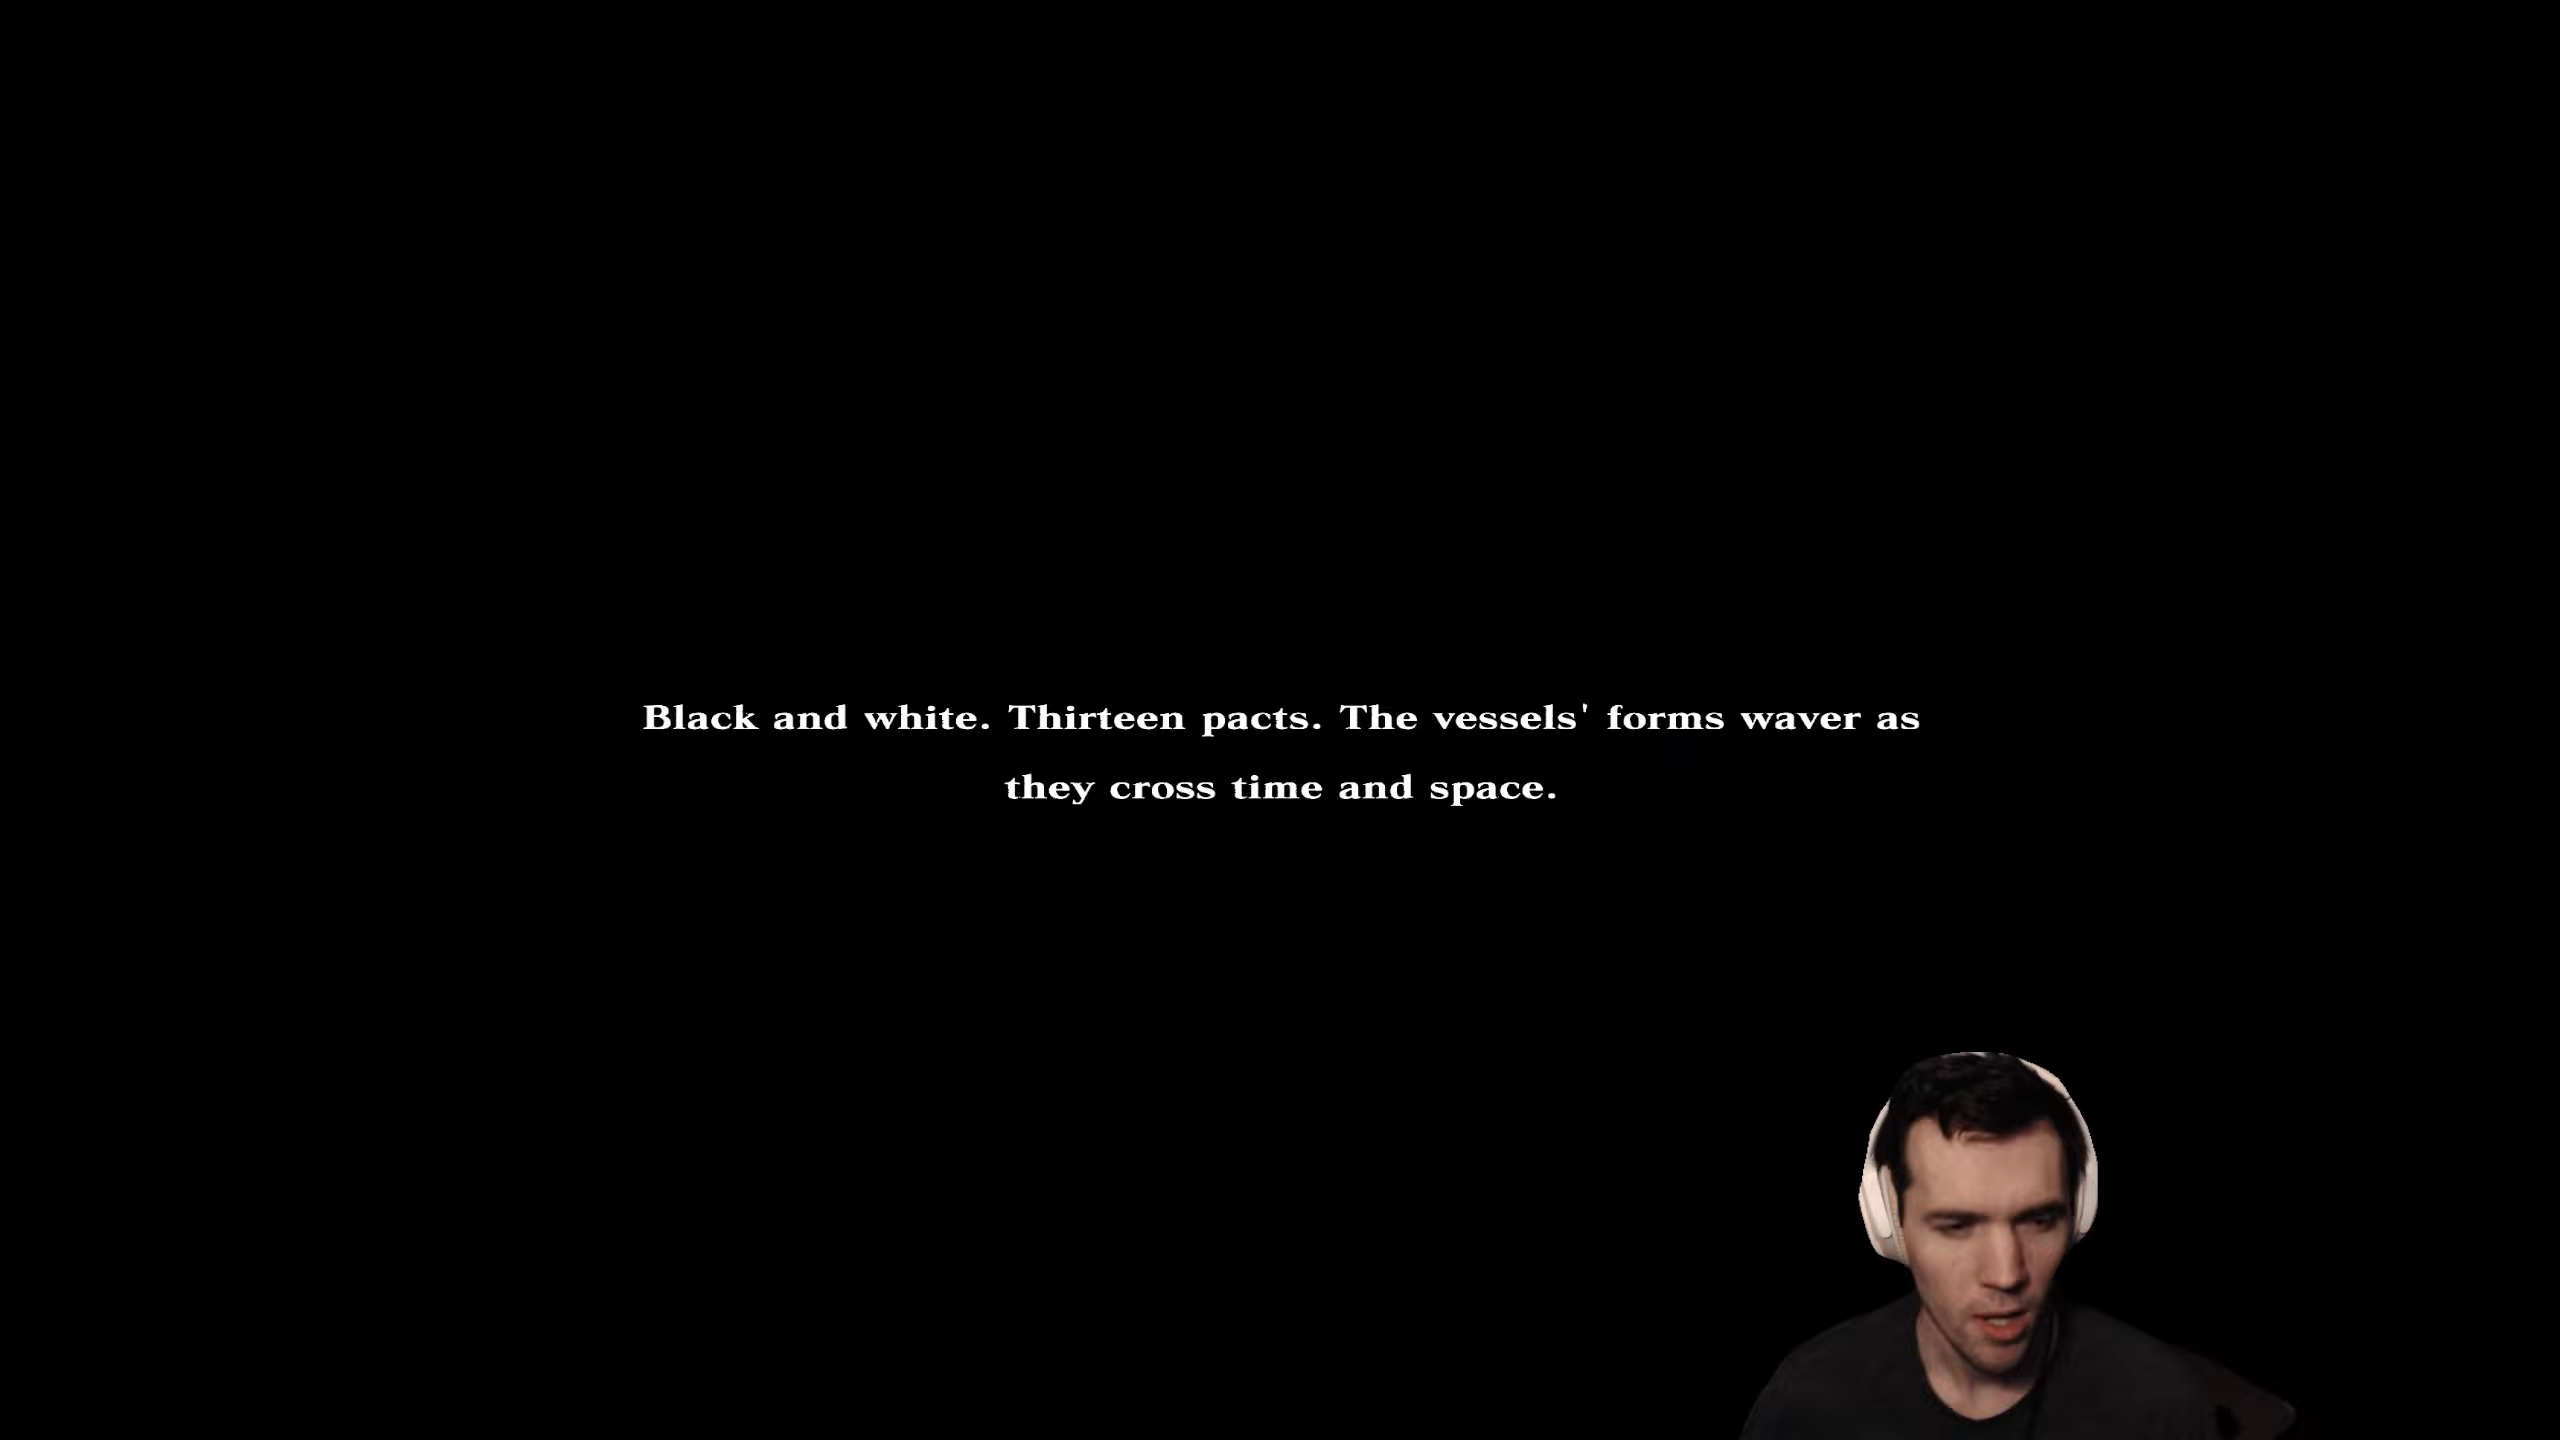 Black and white. Thirteen pacts. The vessels' forms waver as
they cross time and space.